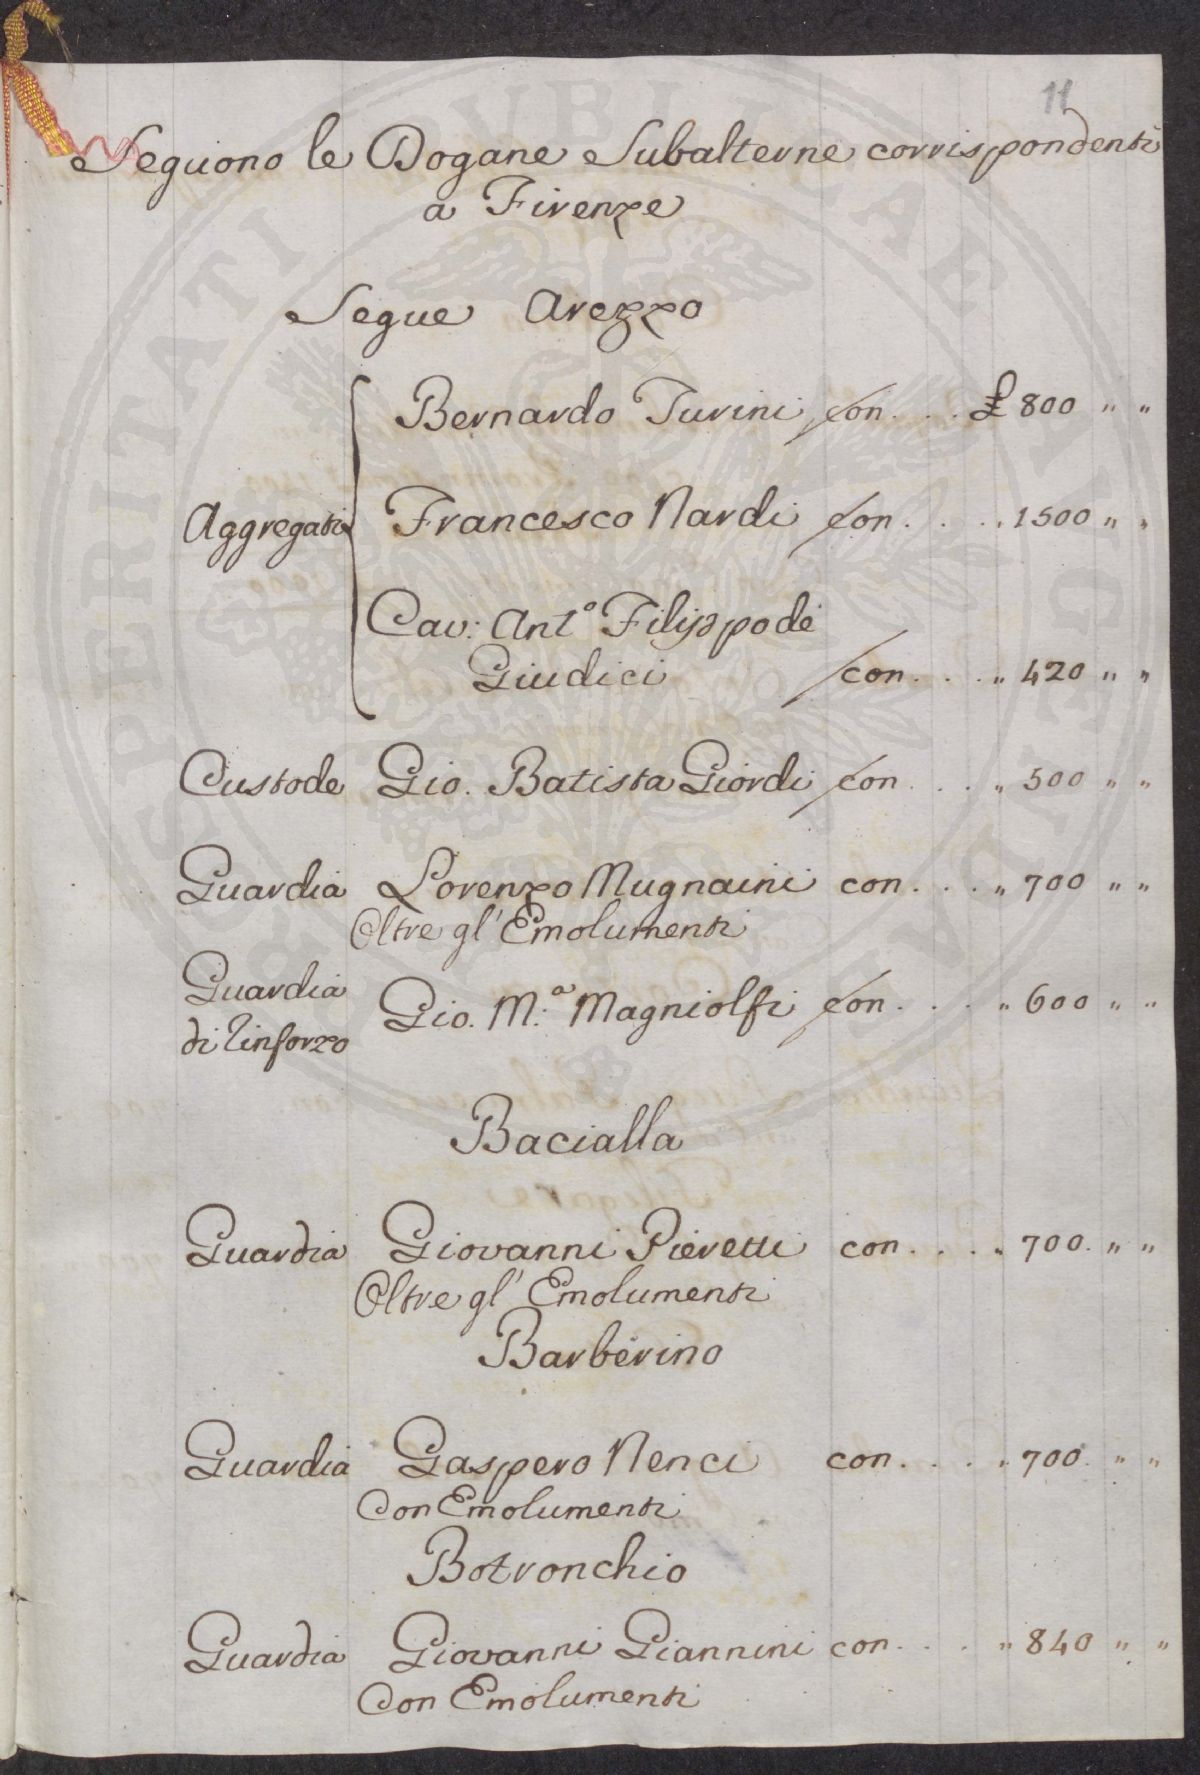 11
Seguono le Dogane Subalterne corrispondenti
a Firenze
Segue Arezzo
Bernardo Turini con . . . £ 800 " "
Aggregati Francesco Nardi con . . . . 1500 " "
Cav: Ant.º Filippo de
Giudici con . . . " 420 " "
Custode Gio. Batista Giordi con . . . " 500 " "
Guardia Lorenzo Mugnaini con . . . " 700 " "
Oltre gl' Emolumenti
Guardia
di Rinforzo Gio. M.ª Magniolfi con . . . " 600 " "
Bacialla
Guardia Giovanni Pieretti con . . . " 700 . " "
Oltre gl' Emolumenti
Barberino
Guardia Gaspero Nenci con . . . " 700 . " "
Con Emolumenti
Botronchio
Guardia Giovanni Giannini con . . . " 840 " "
Con Emolumenti